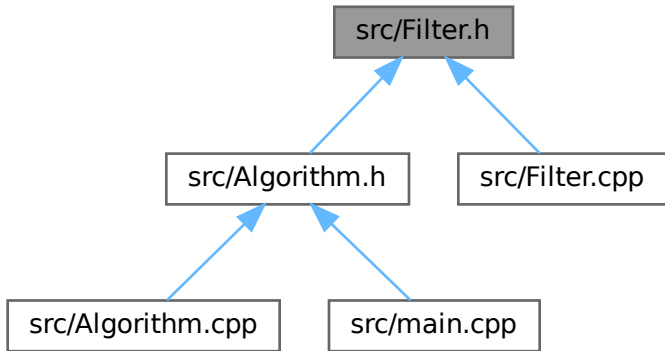 src/Filter.h
src/Algorithm.h
src/Filter.cpp
src/Algorithm.cpp
src/main.cpp